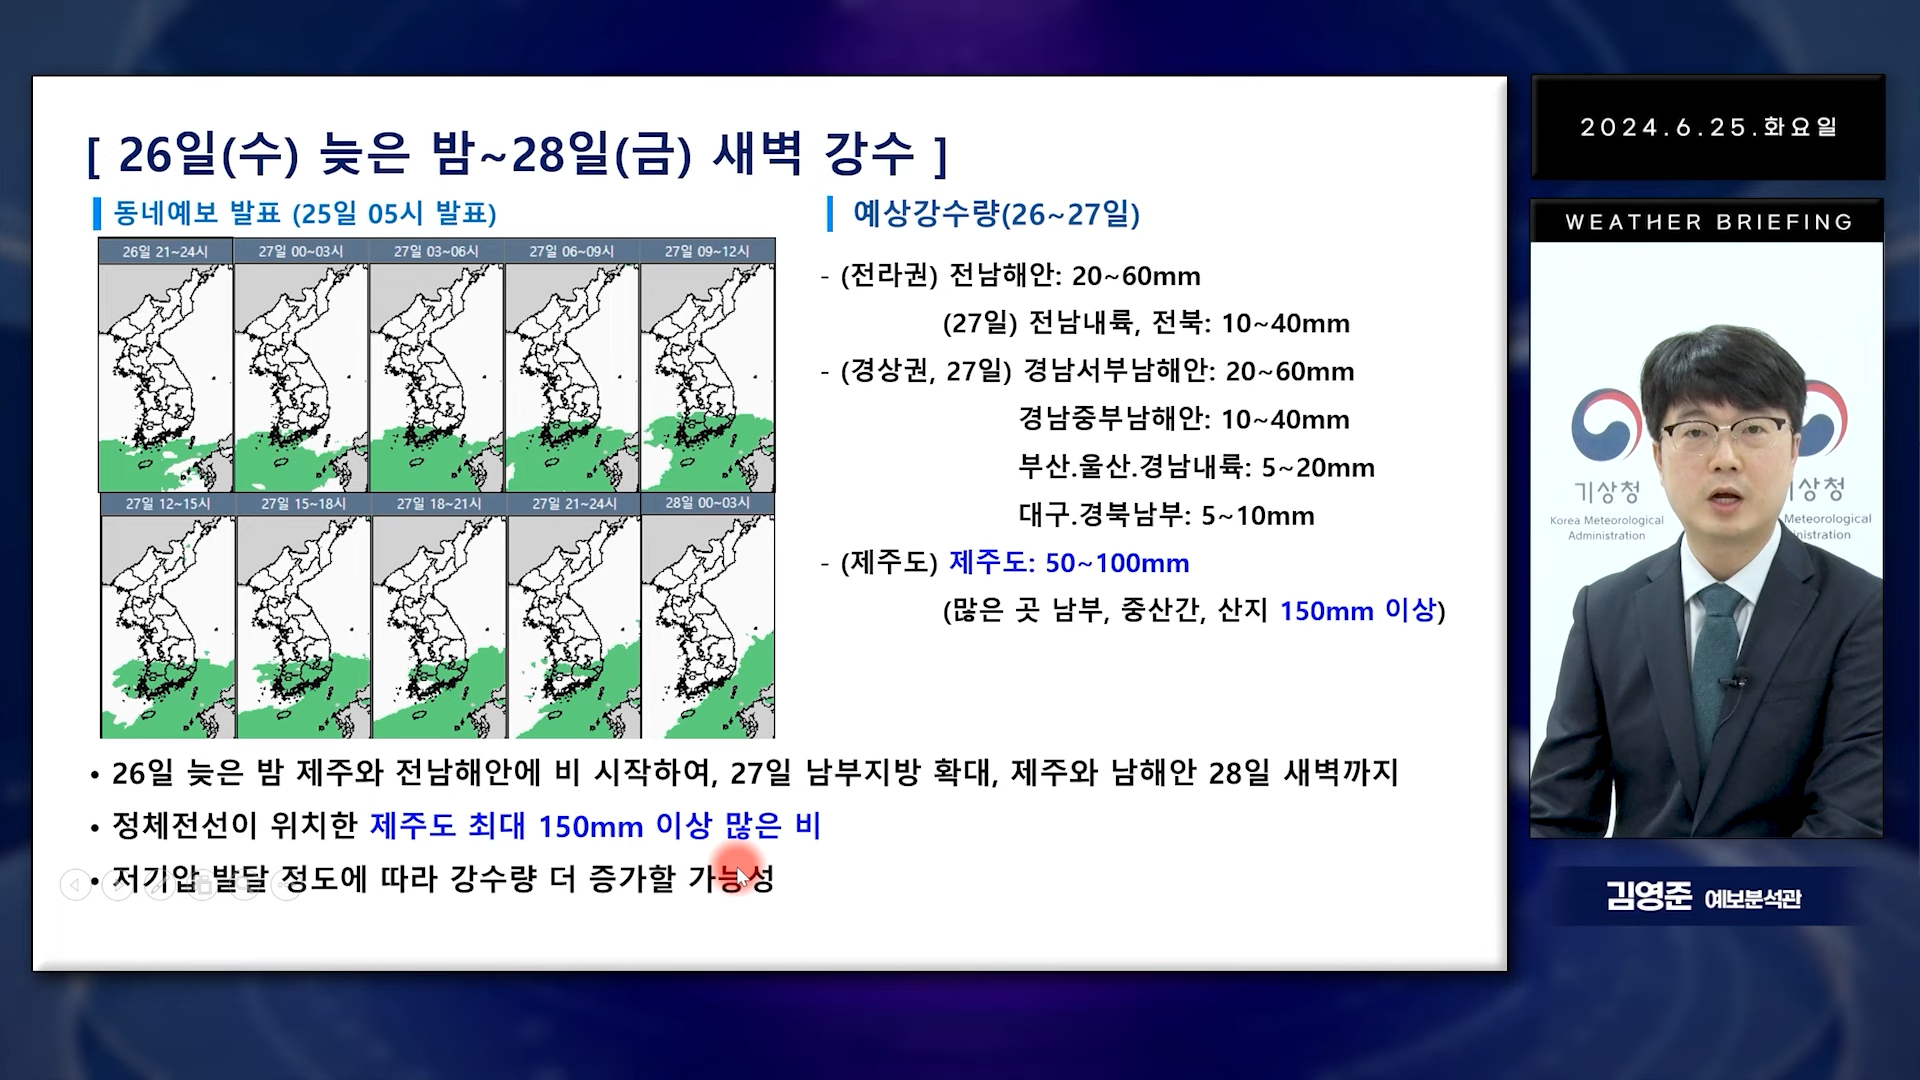 [ 26일(수) 늦은 밤~28일(금) 새벽 강수 ]
동네예보 발표 (25일 05시 발표)
26일 21~24시
27일 00~03시
27일 03~06시
27일 06~09시
27일 09~12시
27일 12~15시
27일 15~18시
27일 18~21시
27일 21~24시
28일 00~03시
예상강수량(26~27일)
- (전라권) 전남해안: 20~60mm
(27일) 전남내륙, 전북: 10~40mm
- (경상권, 27일) 경남서부남해안: 20~60mm
경남중부남해안: 10~40mm
부산.울산.경남내륙: 5~20mm
대구.경북남부: 5~10mm
- (제주도) 제주도: 50~100mm
(많은 곳 남부, 중산간, 산지 150mm 이상)
• 26일 늦은 밤 제주와 전남해안에 비 시작하여, 27일 남부지방 확대, 제주와 남해안 28일 새벽까지
• 정체전선이 위치한 제주도 최대 150mm 이상 많은 비
• 저기압 발달 정도에 따라 강수량 더 증가할 가능성
2024.6.25.화요일
WEATHER BRIEFING
기상청
Korea Meteorological
Administration
상청
Meteorological
inistration
김영준 예보분석관